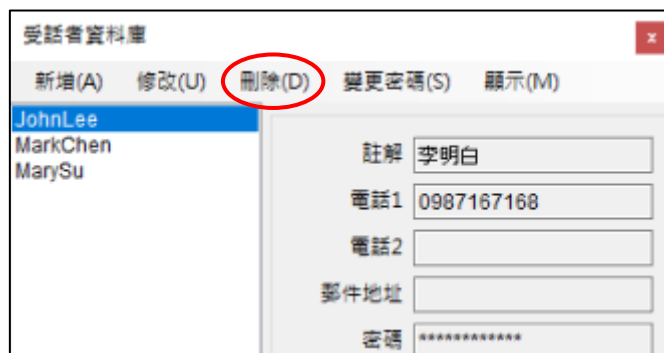 受話者資料庫
x
新增(A) 修改(U) 刪除(D) 變更密碼(S) 顯示(M)
JohnLee
MarkChen
MarySu
註解 李明白
電話1 0987167168
電話2
郵件地址
密碼 ************